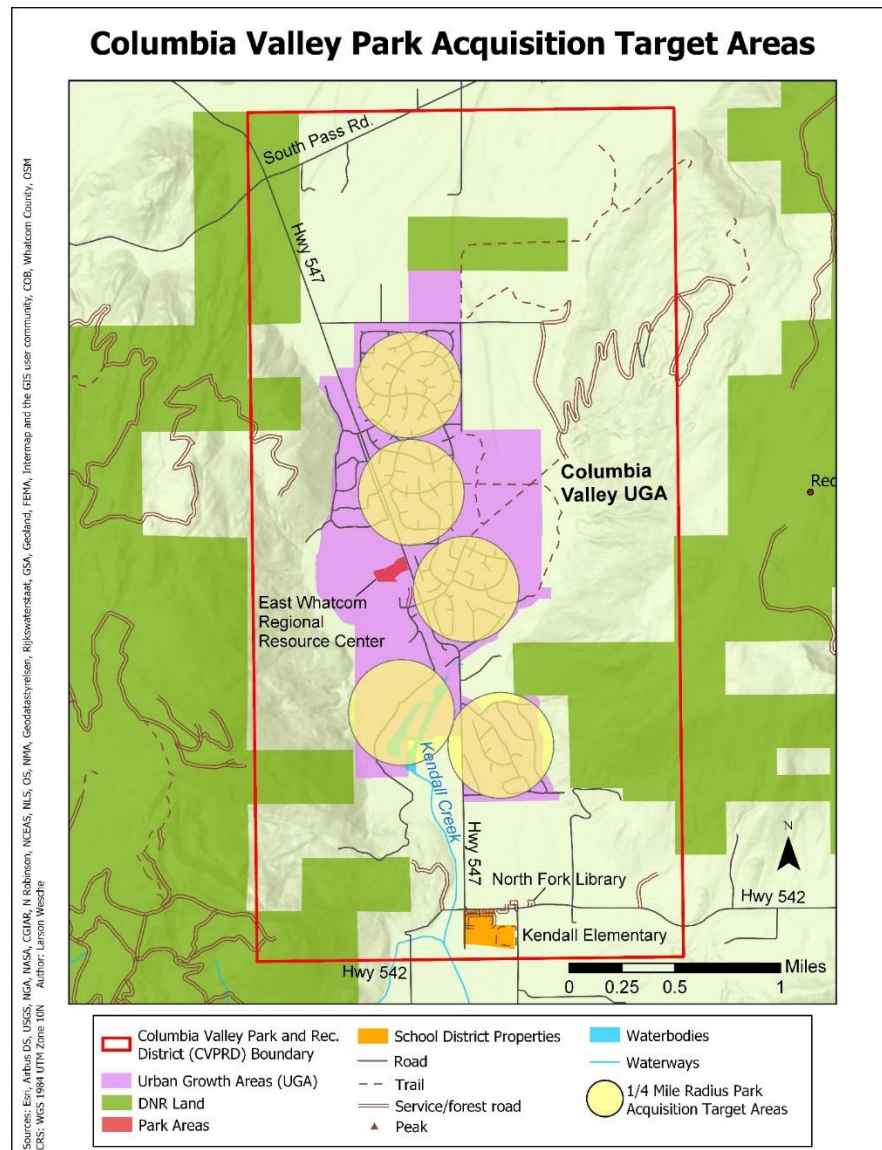 Columbia Valley Park Acquisition Target Areas
South Pass Rd.
Hwy 547
Columbia
Valley UGA
Rec
East Whatcom
Regional
Resource Center
Kendall Creek
Hwy 547
N
North Fork Library
Hwy 542
Kendall Elementary
Hwy 542
Miles
0 0.25 0.5 1
Columbia Valley Park and Rec.
District (CVPRD) Boundary
Urban Growth Areas (UGA)
DNR Land
Park Areas
School District Properties
Road
Trail
Service/forest road
Peak
Waterbodies
Waterways
1/4 Mile Radius Park
Acquisition Target Areas
Sources: Esri, Airbus DS, USGS, NGA, NASA, CGIAR, N Robinson, NCEAS, NLS, OS, NMA, Geodatastyrelsen, Rijkswaterstaat, GSA, Geoland, FEMA, Intermap and the GIS user community, COB, Whatcom County, OSM
CRS: WGS 1984 UTM Zone 10N Author: Larson Wesche